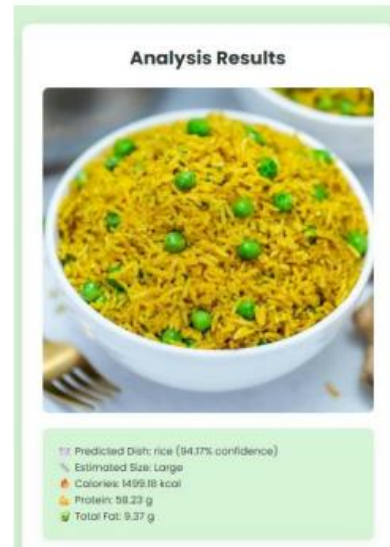 Analysis Results
Predicted Dish: rice (94.17% confidence)
Estimated Size: Large
Calories: 1499.18 kcal
Protein: 58.23 g
Total Fat: 9.37 g